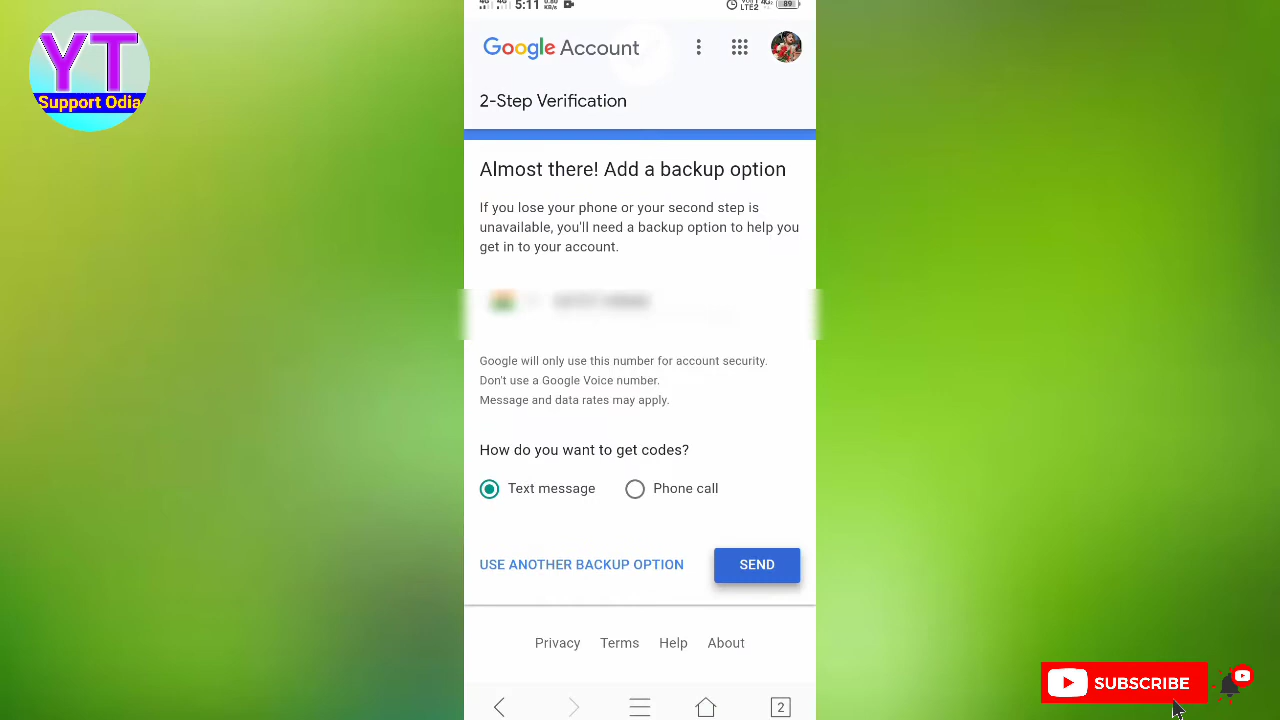 YT
Support Odia
5:11
89
Google Account
2-Step Verification
Almost there! Add a backup option
If you lose your phone or your second step is
unavailable, you'll need a backup option to help you
get in to your account.
Google will only use this number for account security.
Don't use a Google Voice number.
Message and data rates may apply.
How do you want to get codes?
Text message Phone call
USE ANOTHER BACKUP OPTION SEND
Privacy Terms Help About
2
SUBSCRIBE